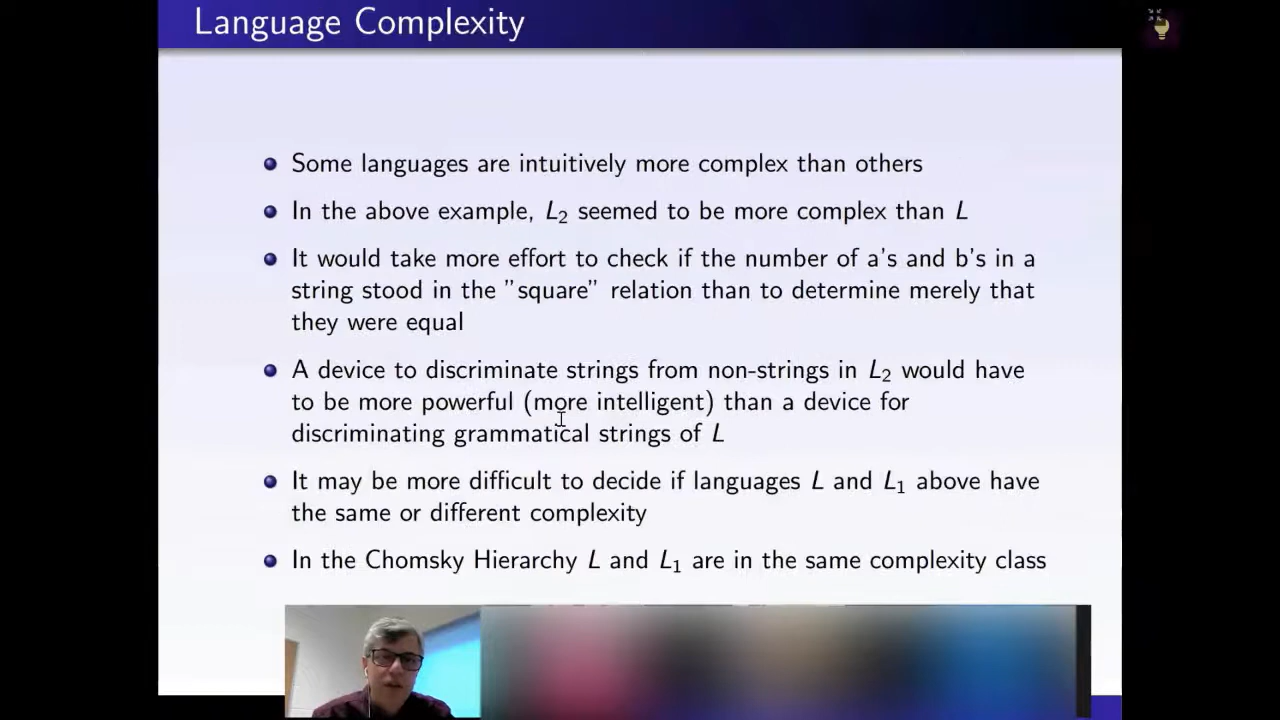 Language Complexity
Some languages are intuitively more complex than others
In the above example, L₂ seemed to be more complex than L
It would take more effort to check if the number of a's and b's in a
string stood in the "square" relation than to determine merely that
they were equal
A device to discriminate strings from non-strings in L₂ would have
to be more powerful (more intelligent) than a device for
discriminating grammatical strings of L
It may be more difficult to decide if languages L and L₁ above have
the same or different complexity
In the Chomsky Hierarchy L and L₁ are in the same complexity class